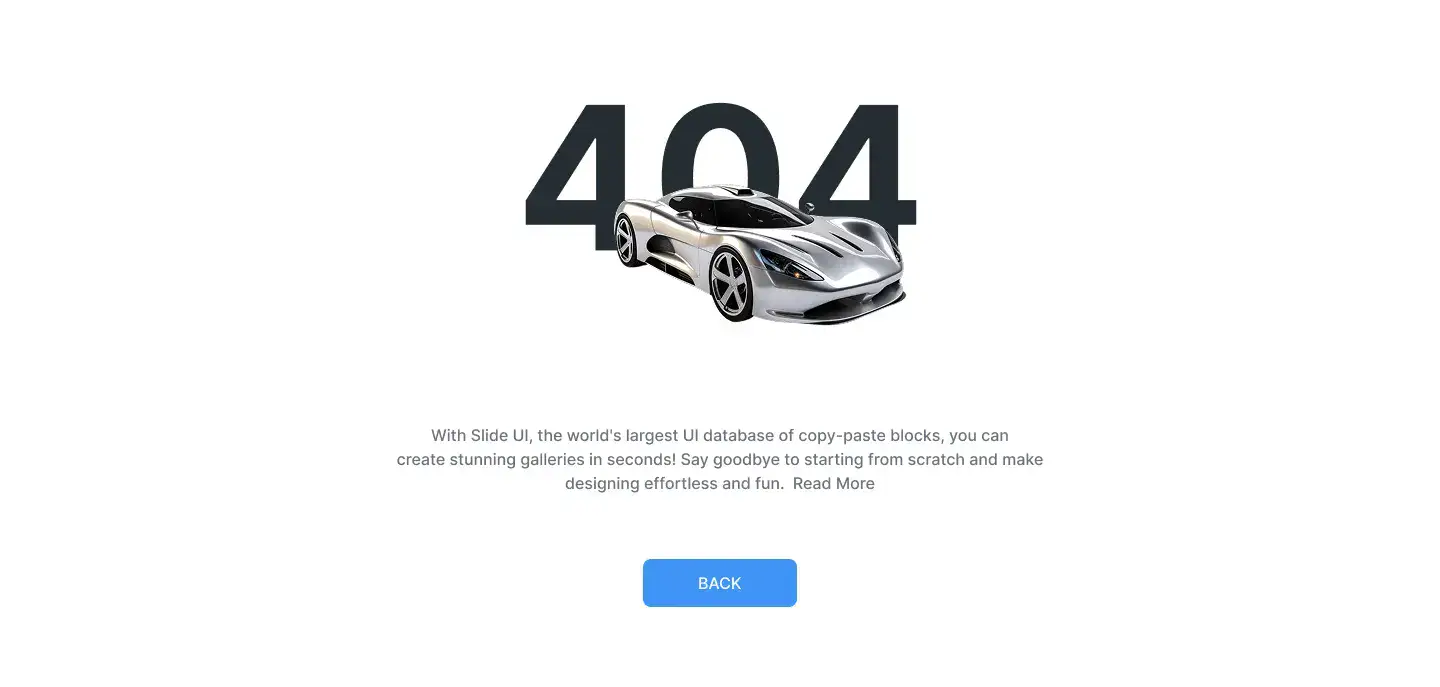 404
With Slide UI, the world's largest UI database of copy-paste blocks, you can
create stunning galleries in seconds! Say goodbye to starting from scratch and make
designing effortless and fun.  Read More
BACK